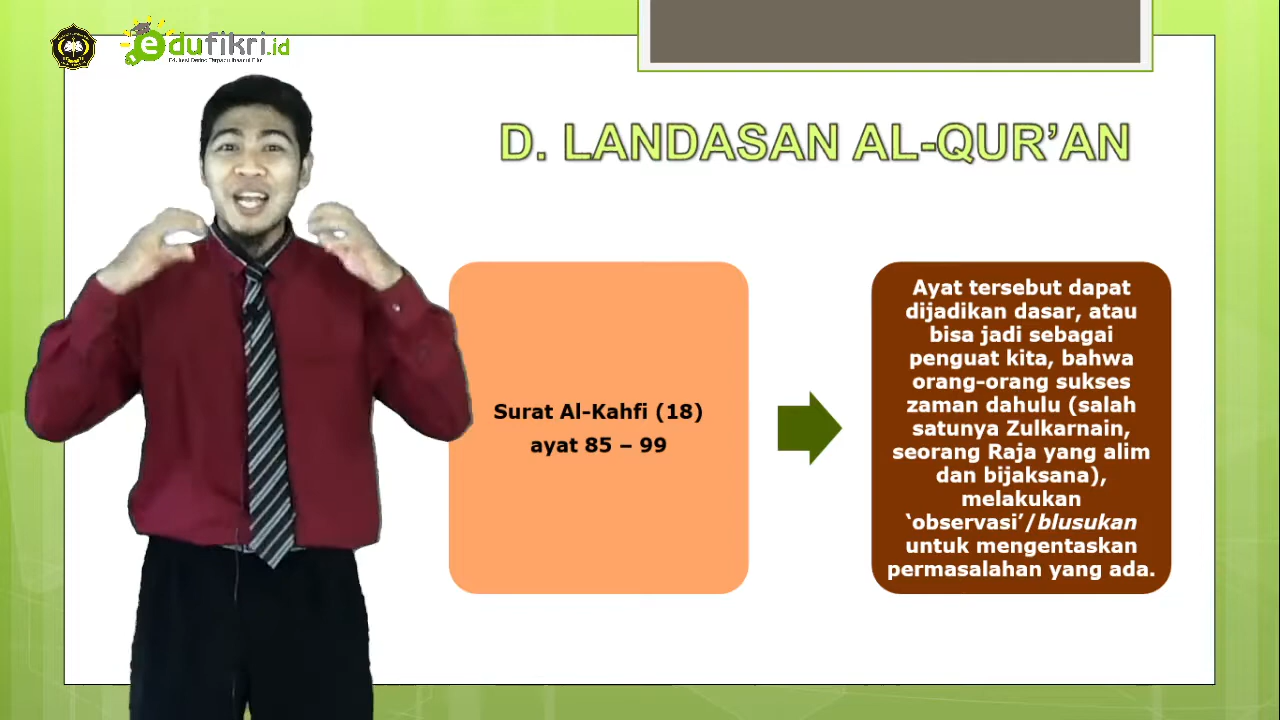 edufikri.id
D. LANDASAN AL-QUR’AN
Surat Al-Kahfi (18)
ayat 85 – 99
Ayat tersebut dapat
dijadikan dasar, atau
bisa jadi sebagai
penguat kita, bahwa
orang-orang sukses
zaman dahulu (salah
satunya Zulkarnain,
seorang Raja yang alim
dan bijaksana),
melakukan
‘observasi’/blusukan
untuk mengentaskan
permasalahan yang ada.